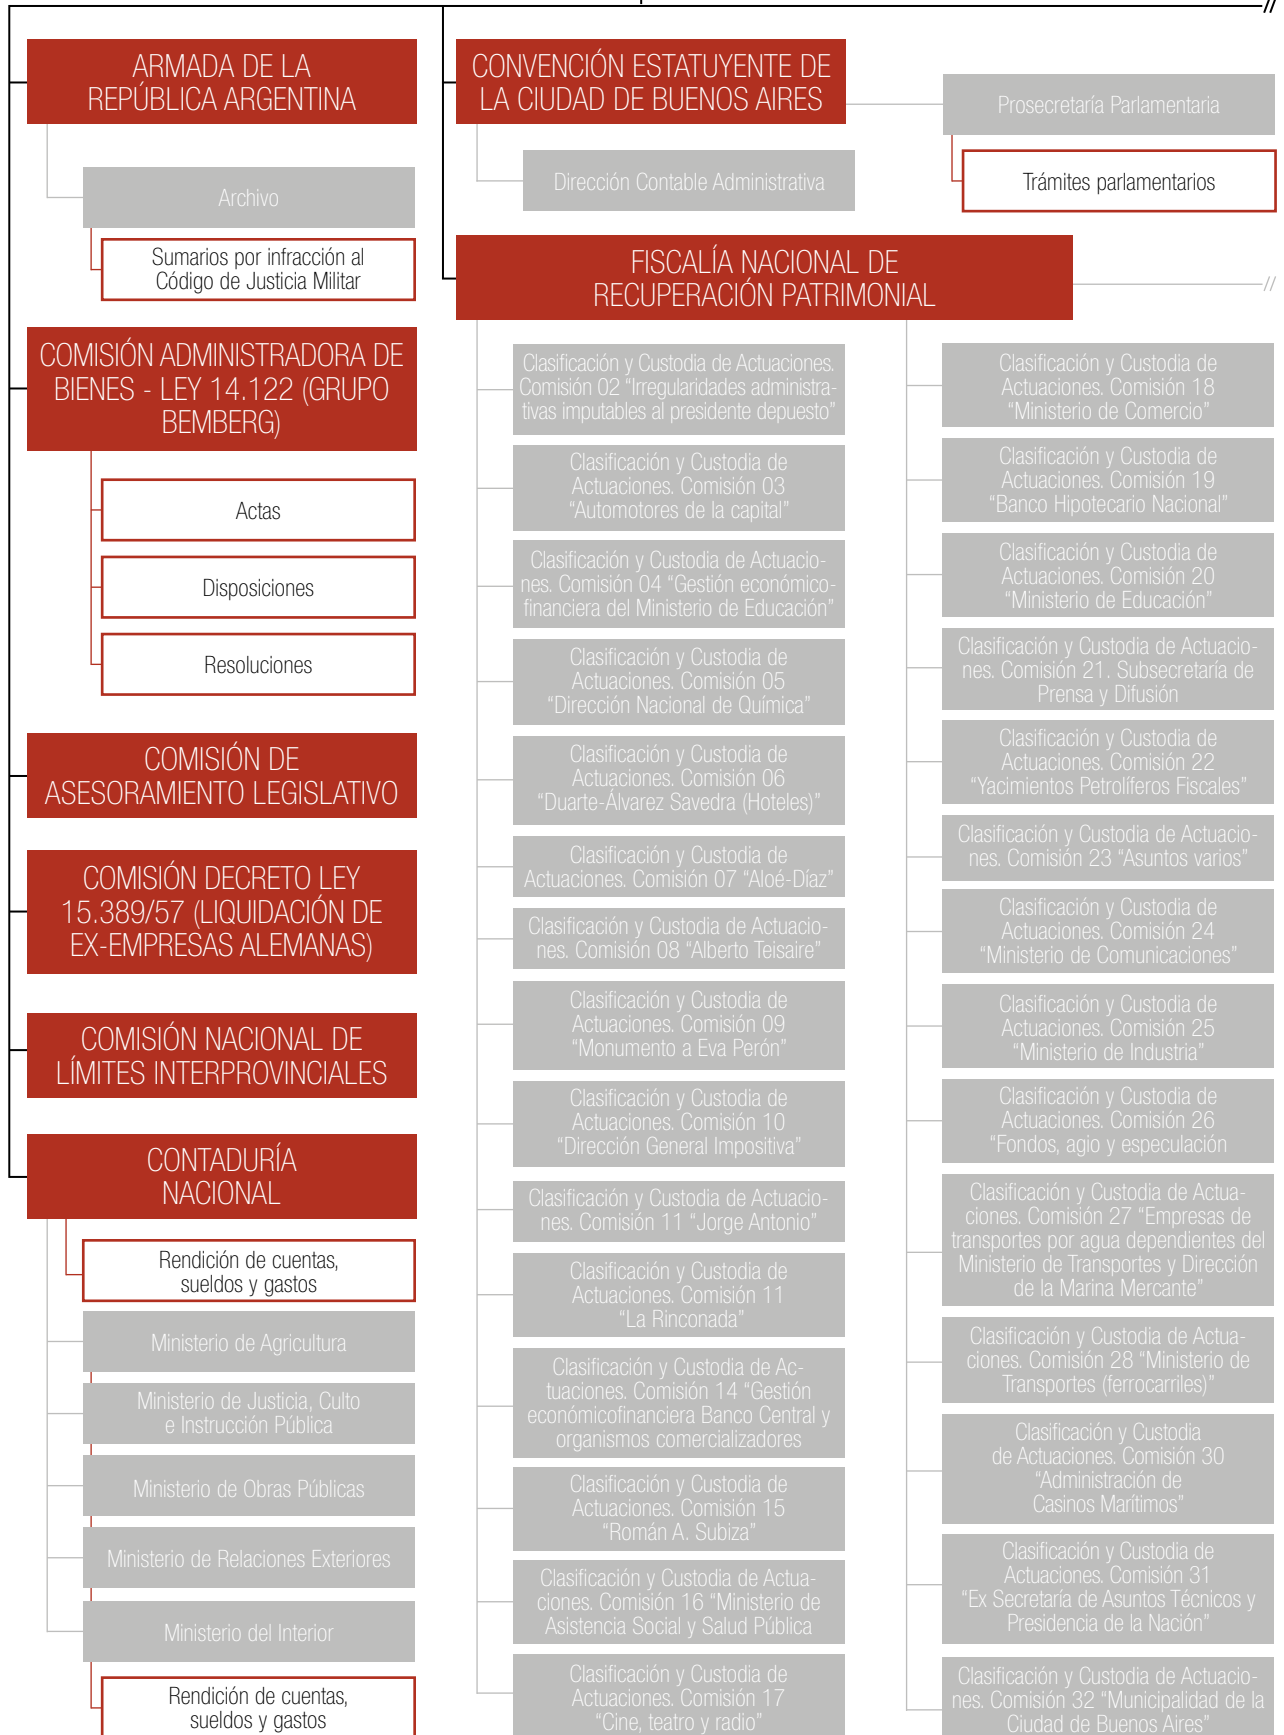 ARMADA DE LA
REPÚBLICA ARGENTINA
Archivo
Sumarios por infracción al
Código de Justicia Militar
COMISIÓN ADMINISTRADORA DE
BIENES - LEY 14.122 (GRUPO
BEMBERG)
Actas
Disposiciones
Resoluciones
COMISIÓN DE
ASESORAMIENTO LEGISLATIVO
COMISIÓN DECRETO LEY
15.389/57 (LIQUIDACIÓN DE
EX-EMPRESAS ALEMANAS)
COMISIÓN NACIONAL DE
LÍMITES INTERPROVINCIALES
CONTADURÍA
NACIONAL
Rendición de cuentas,
sueldos y gastos
Ministerio de Agricultura
Ministerio de Justicia, Culto
e Instrucción Pública
Ministerio de Obras Públicas
Ministerio de Relaciones Exteriores
Ministerio del Interior
Rendición de cuentas,
sueldos y gastos
CONVENCIÓN ESTATUYENTE DE
LA CIUDAD DE BUENOS AIRES
Dirección Contable Administrativa
Prosecretaría Parlamentaria
Trámites parlamentarios
FISCALÍA NACIONAL DE
RECUPERACIÓN PATRIMONIAL
Clasificación y Custodia de Actuaciones.
Comisión 02 “Irregularidades administra-
tivas imputables al presidente depuesto”
Clasificación y Custodia de
Actuaciones. Comisión 03
“Automotores de la capital”
Clasificación y Custodia de Actuacio-
nes. Comisión 04 “Gestión económico-
financiera del Ministerio de Educación”
Clasificación y Custodia de
Actuaciones. Comisión 05
“Dirección Nacional de Química”
Clasificación y Custodia de
Actuaciones. Comisión 06
“Duarte-Álvarez Savedra (Hoteles)”
Clasificación y Custodia de
Actuaciones. Comisión 07 “Aloé-Díaz”
Clasificación y Custodia de Actuacio-
nes. Comisión 08 “Alberto Teisaire”
Clasificación y Custodia de
Actuaciones. Comisión 09
“Monumento a Eva Perón”
Clasificación y Custodia de
Actuaciones. Comisión 10
“Dirección General Impositiva”
Clasificación y Custodia de Actuacio-
nes. Comisión 11 “Jorge Antonio”
Clasificación y Custodia de
Actuaciones. Comisión 11
“La Rinconada”
Clasificación y Custodia de Ac-
tuaciones. Comisión 14 “Gestión
económicofinanciera Banco Central y
organismos comercializadores
Clasificación y Custodia de
Actuaciones. Comisión 15
“Román A. Subiza”
Clasificación y Custodia de Actua-
ciones. Comisión 16 “Ministerio de
Asistencia Social y Salud Pública
Clasificación y Custodia de
Actuaciones. Comisión 17
“Cine, teatro y radio”
Clasificación y Custodia de
Actuaciones. Comisión 18
“Ministerio de Comercio”
Clasificación y Custodia de
Actuaciones. Comisión 19
“Banco Hipotecario Nacional”
Clasificación y Custodia de
Actuaciones. Comisión 20
“Ministerio de Educación”
Clasificación y Custodia de Actuacio-
nes. Comisión 21. Subsecretaría de
Prensa y Difusión
Clasificación y Custodia de
Actuaciones. Comisión 22
“Yacimientos Petrolíferos Fiscales”
Clasificación y Custodia de Actuacio-
nes. Comisión 23 “Asuntos varios”
Clasificación y Custodia de
Actuaciones. Comisión 24
“Ministerio de Comunicaciones”
Clasificación y Custodia de
Actuaciones. Comisión 25
“Ministerio de Industria”
Clasificación y Custodia de
Actuaciones. Comisión 26
“Fondos, agio y especulación
Clasificación y Custodia de Actua-
ciones. Comisión 27 “Empresas de
transportes por agua dependientes del
Ministerio de Transportes y Dirección
de la Marina Mercante”
Clasificación y Custodia de Actua-
ciones. Comisión 28 “Ministerio de
Transportes (ferrocarriles)”
Clasificación y Custodia
de Actuaciones. Comisión 30
“Administración de
Casinos Marítimos”
Clasificación y Custodia de
Actuaciones. Comisión 31
“Ex Secretaría de Asuntos Técnicos y
Presidencia de la Nación”
Clasificación y Custodia de Actuacio-
nes. Comisión 32 “Municipalidad de la
Ciudad de Buenos Aires”